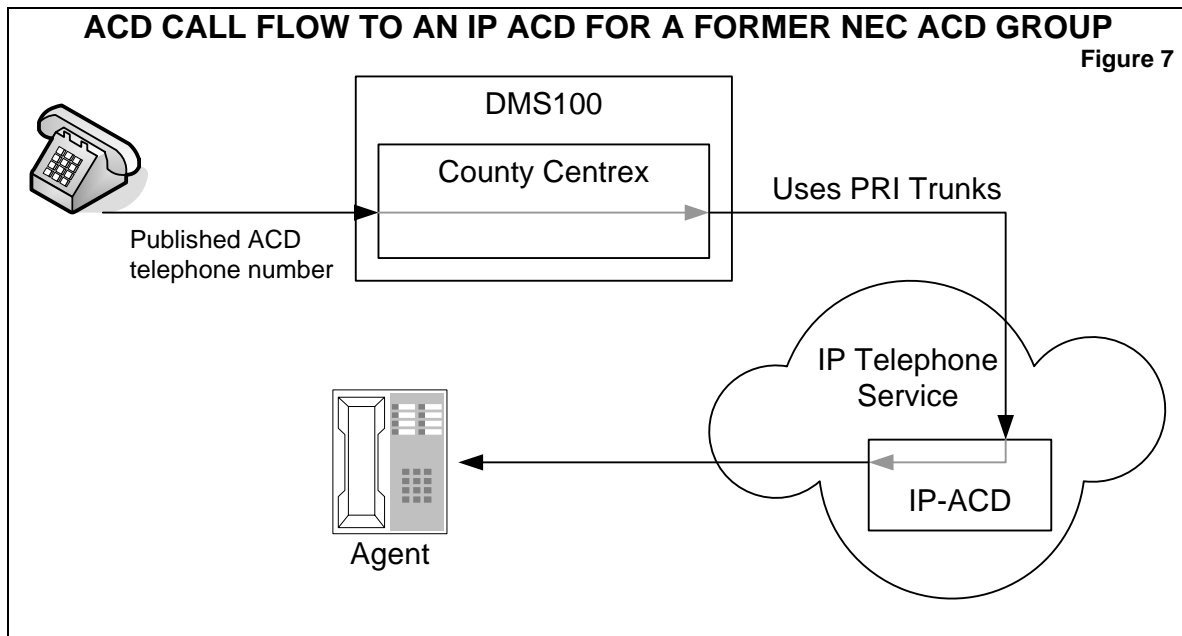 ACD CALL FLOW TO AN IP ACD FOR A FORMER NEC ACD GROUP
Figure 7
DMS100
County Centrex
Uses PRI Trunks
Published ACD
telephone number
IP Telephone
Service
IP-ACD
Agent